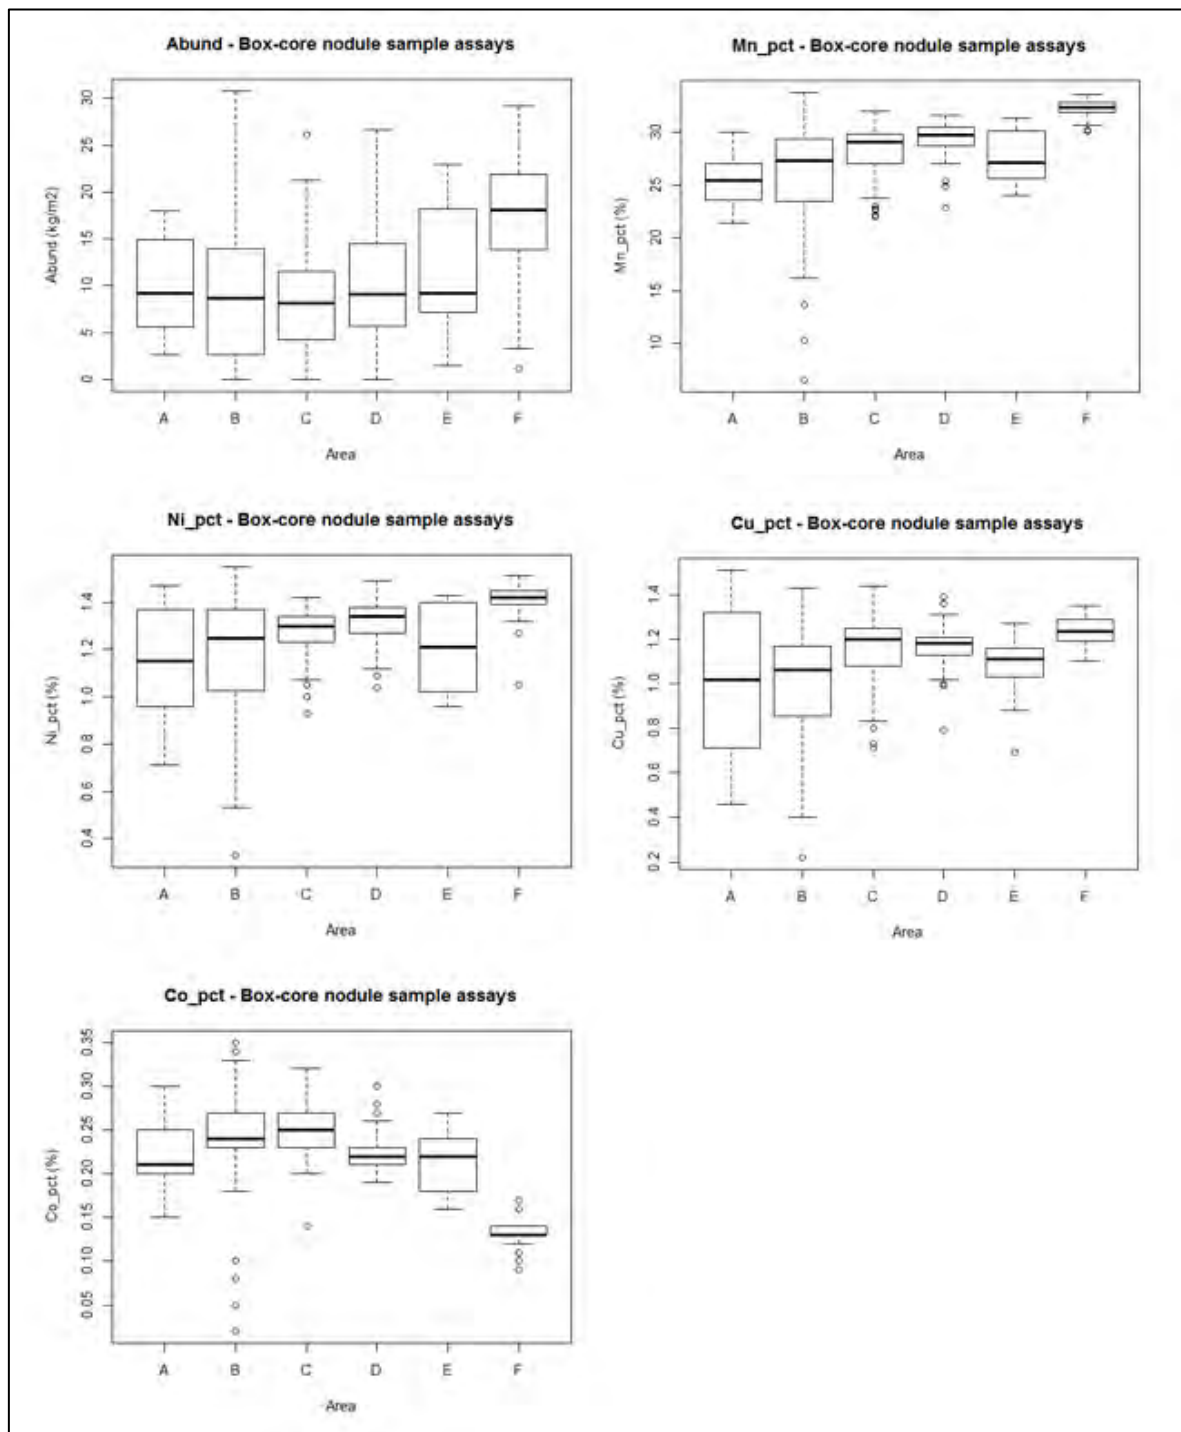 Abund - Box-core nodule sample assays
Abund (kg/m2)
30
25
20
15
10
5
0
A B C D E F
Area
Mn_pct - Box-core nodule sample assays
Mn_pct (%)
30
25
20
15
10
A B C D E F
Area
Ni_pct - Box-core nodule sample assays
Ni_pct (%)
1.4
1.2
1.0
0.8
0.6
0.4
A B C D E F
Area
Cu_pct - Box-core nodule sample assays
Cu_pct (%)
1.4
1.2
1.0
0.8
0.6
0.4
0.2
A B C D E F
Area
Co_pct - Box-core nodule sample assays
Co_pct (%)
0.35
0.30
0.25
0.20
0.15
0.10
0.05
A B C D E F
Area